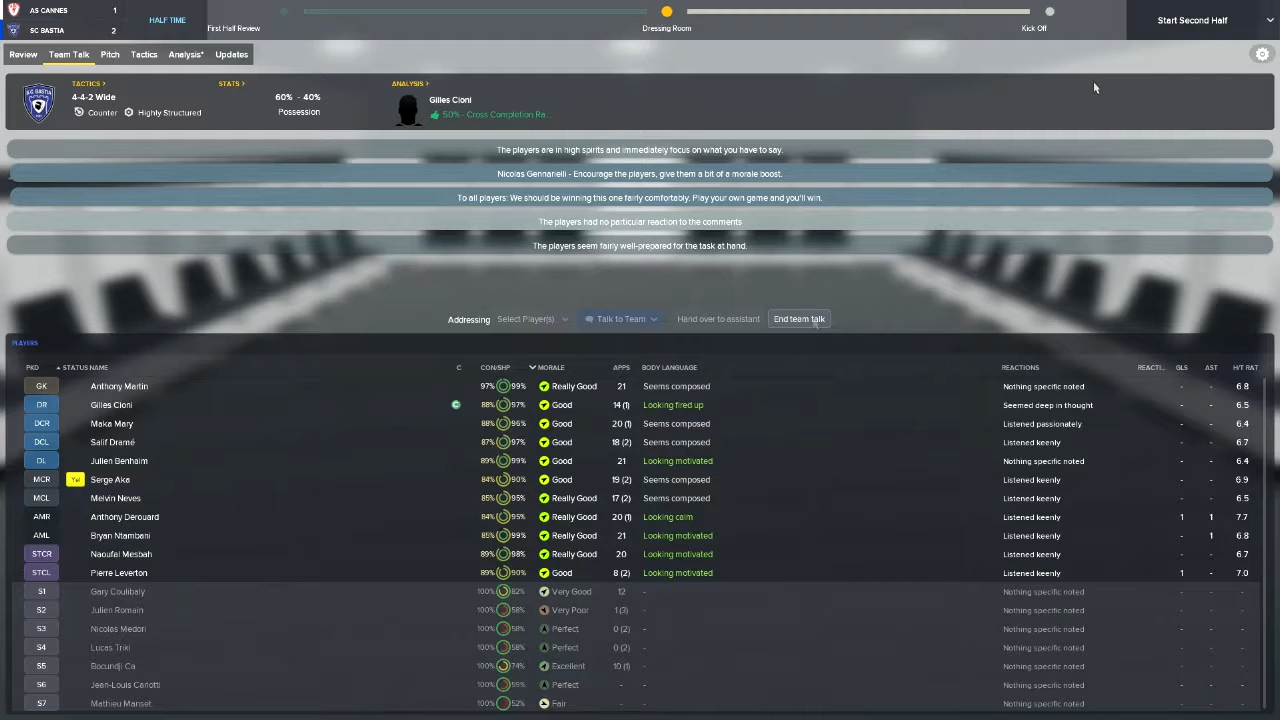 AS CANNES 1
SC BASTIA 2
HALF TIME
First Half Review
Dressing Room
Kick Off
Start Second Half
Review Team Talk Pitch Tactics Analysis* Updates
TACTICS > STATS > ANALYSIS >
4-4-2 Wide 60% - 40% Gilles Cioni
Counter Highly Structured Possession 50% - Cross Completion Ra...
The players are in high spirits and immediately focus on what you have to say.
Nicolas Gennarielli - Encourage the players, give them a bit of a morale boost.
To all players: We should be winning this one fairly comfortably. Play your own game and you'll win.
The players had no particular reaction to the comments
The players seem fairly well-prepared for the task at hand.
Addressing Select Player(s) Talk to Team Hand over to assistant End team talk
PLAYERS
PKD STATUS NAME C CON/SHP MORALE APPS BODY LANGUAGE REACTIONS REACTI... GLS AST H/T RAT
GK Anthony Martin 97% 99% Really Good 21 Seems composed Nothing specific noted - - 6.8
DR Gilles Cioni C 88% 97% Good 14 (1) Looking fired up Seemed deep in thought - - 6.5
DCR Maka Mary 88% 96% Good 20 (1) Seems composed Listened passionately - - 6.4
DCL Salif Dramé 87% 97% Good 18 (2) Seems composed Listened keenly - - 6.7
DL Julien Benhaim 89% 99% Good 21 Looking motivated Nothing specific noted - - 6.4
MCR Yel Serge Aka 84% 90% Good 19 (2) Seems composed Listened keenly - - 6.9
MCL Melvin Neves 85% 95% Really Good 17 (2) Seems composed Listened keenly - - 6.5
AMR Anthony Derouard 84% 95% Really Good 20 (1) Looking calm Listened keenly 1 1 7.7
AML Bryan Ntambani 85% 99% Really Good 21 Looking motivated Listened keenly - 1 6.8
STCR Naoufal Mesbah 89% 98% Really Good 20 Looking motivated Listened keenly - - 6.7
STCL Pierre Leverton 89% 90% Good 8 (2) Looking motivated Listened keenly 1 - 7.0
S1 Gary Coulibaly 100% 82% Very Good 12 - Nothing specific noted - - -
S2 Julien Romain 100% 58% Very Poor 1 (3) - Nothing specific noted - - -
S3 Nicolas Medori 100% 58% Perfect 0 (2) - Nothing specific noted - - -
S4 Lucas Triki 100% 58% Perfect 0 (2) - Nothing specific noted - - -
S5 Bocundji Ca 100% 74% Excellent 10 (1) - Nothing specific noted - - -
S6 Jean-Louis Carlotti 100% 59% Perfect - - Nothing specific noted - - -
S7 Mathieu Manset 100% 52% Fair - - Nothing specific noted - - -